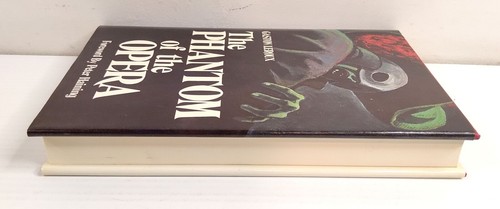 GASTON LEROUX
The
PHANTOM
of the
OPERA
Foreword By Peter Haining